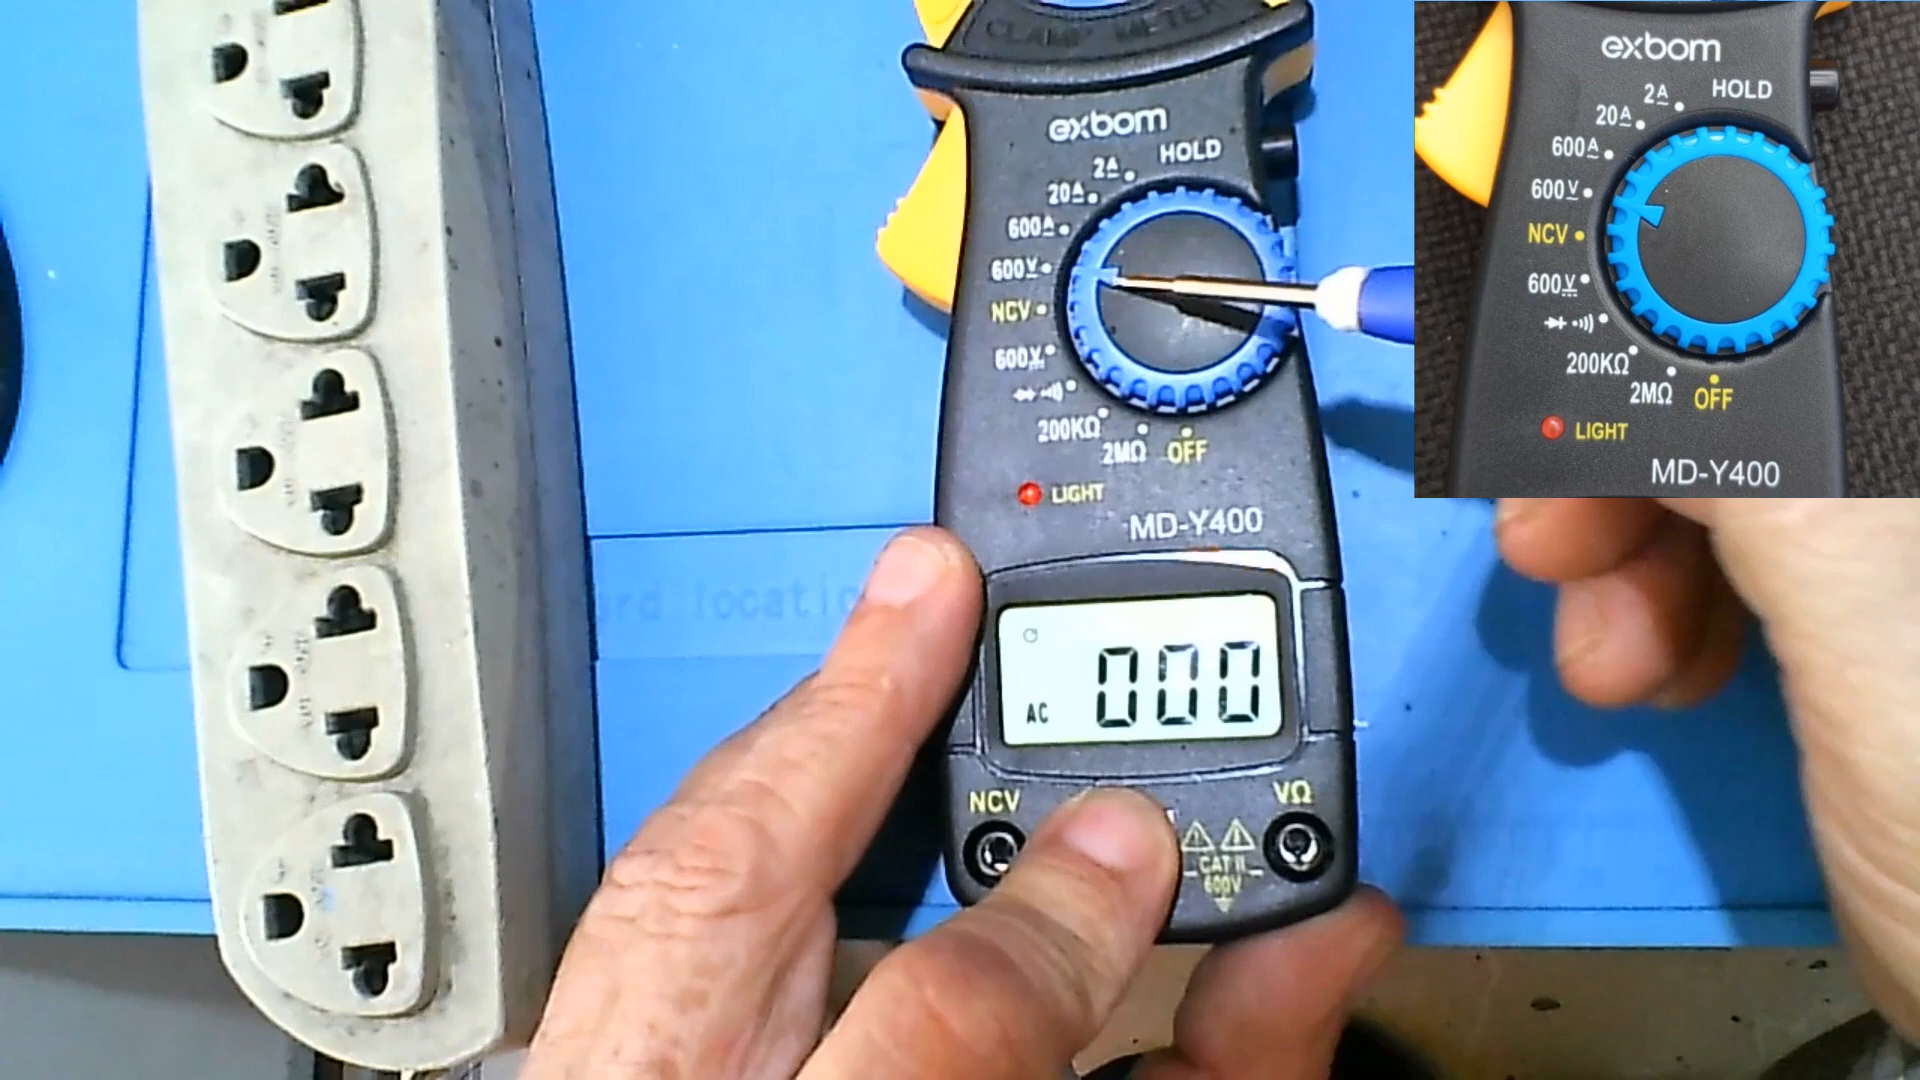 CLAMP METER
exbom
HOLD
2A
20A
600A
600V
NCV
600V
200KΩ
2MΩ
OFF
LIGHT
MD-Y400
AC
000
NCV
VΩ
CAT II
600V
exbom
HOLD
2A
20A
600A
600V
NCV
600V
200KΩ
2MΩ
OFF
LIGHT
MD-Y400